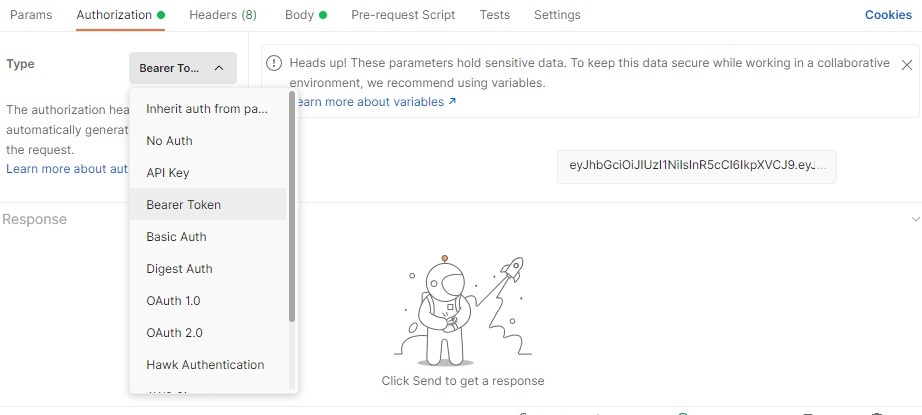 Params Authorization Headers (8) Body Pre-request Script Tests Settings Cookies
Type
Bearer To...
Heads up! These parameters hold sensitive data. To keep this data secure while working in a collaborative
environment, we recommend using variables.
earn more about variables ↗
The authorization hea
automatically generat
the request.
Learn more about aut
Inherit auth from pa...
No Auth
API Key
Bearer Token
Basic Auth
Digest Auth
OAuth 1.0
OAuth 2.0
Hawk Authentication
eyJhbGciOiJIUzI1NiIsInR5cCI6IkpXVCJ9.eyJ...
Response
Click Send to get a response